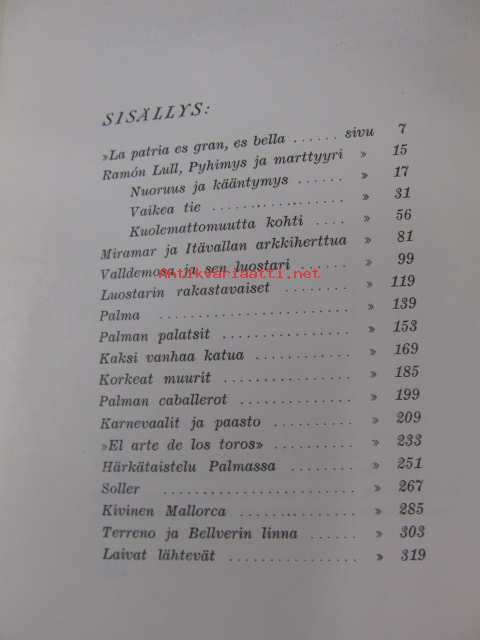 SISÄLLYS:
»La patria es gran, es bella ...... sivu 7
Ramón Lull, Pyhimys ja marttyyri » 15
Nuoruus ja kääntymys ...... » 17
Vaikea tie .............. » 31
Kuolemattomuutta kohti .... » 56
Miramar ja Itävallan arkkiherttua » 81
Valldemosa ja sen luostari ...... » 99
Antikvariaatti.net
Luostarin rakastavaiset ........ » 119
Palma .................... » 139
Palman palatsit .............. » 153
Kaksi vanhaa katua ............ » 169
Korkeat muurit .............. » 185
Palman caballerot ............ » 199
Karnevaalit ja paasto .......... » 209
»El arte de los toros» .......... » 233
Härkätaistelu Palmassa ........ » 251
Soller .................... » 267
Kivinen Mallorca .............. » 285
Terreno ja Bellverin linna ...... » 303
Laivat lähtevät .............. » 319